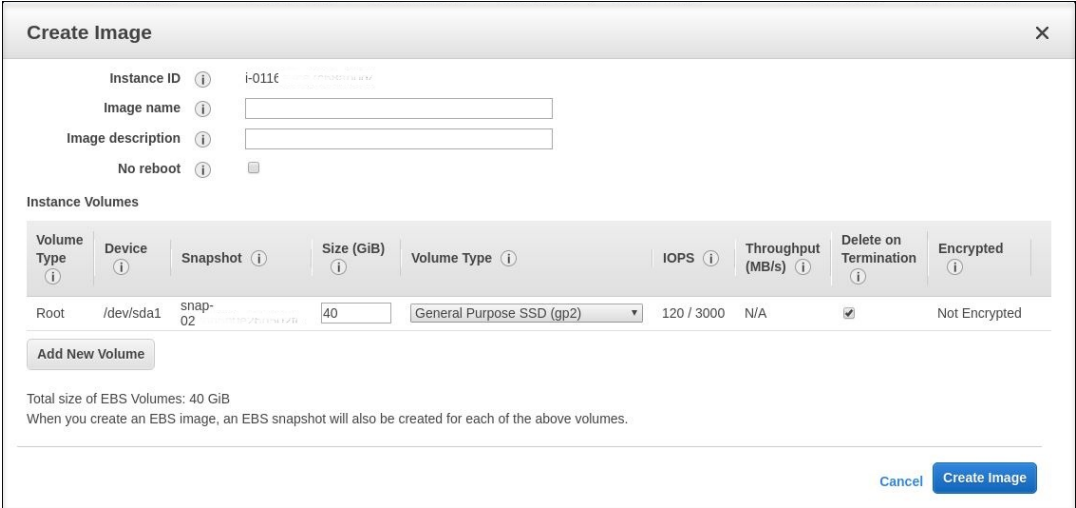 Create Image ×
Instance ID i i-0116
Image name i
Image description i
No reboot i
Instance Volumes
Volume Type i Device i Snapshot i Size (GiB) i Volume Type i IOPS i Throughput (MB/s) i Delete on Termination i Encrypted i
Root /dev/sda1 snap-02 40 General Purpose SSD (gp2) 120 / 3000 N/A Not Encrypted
Add New Volume
Total size of EBS Volumes: 40 GiB
When you create an EBS image, an EBS snapshot will also be created for each of the above volumes.
Cancel Create Image